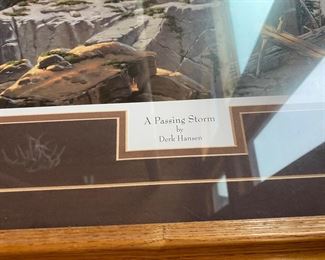 A Passing Storm
by
Derk Hansen